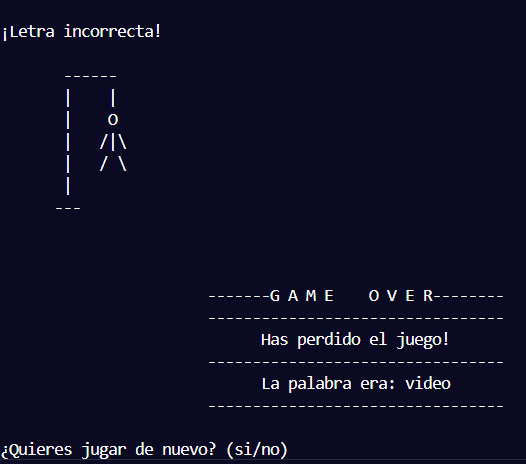 ¡Letra incorrecta!
------
|    |
|    O
|   /|\
|   / \
|
---
-------G A M E    O V E R--------
---------------------------------
Has perdido el juego!
---------------------------------
La palabra era: video
---------------------------------
¿Quieres jugar de nuevo? (si/no)